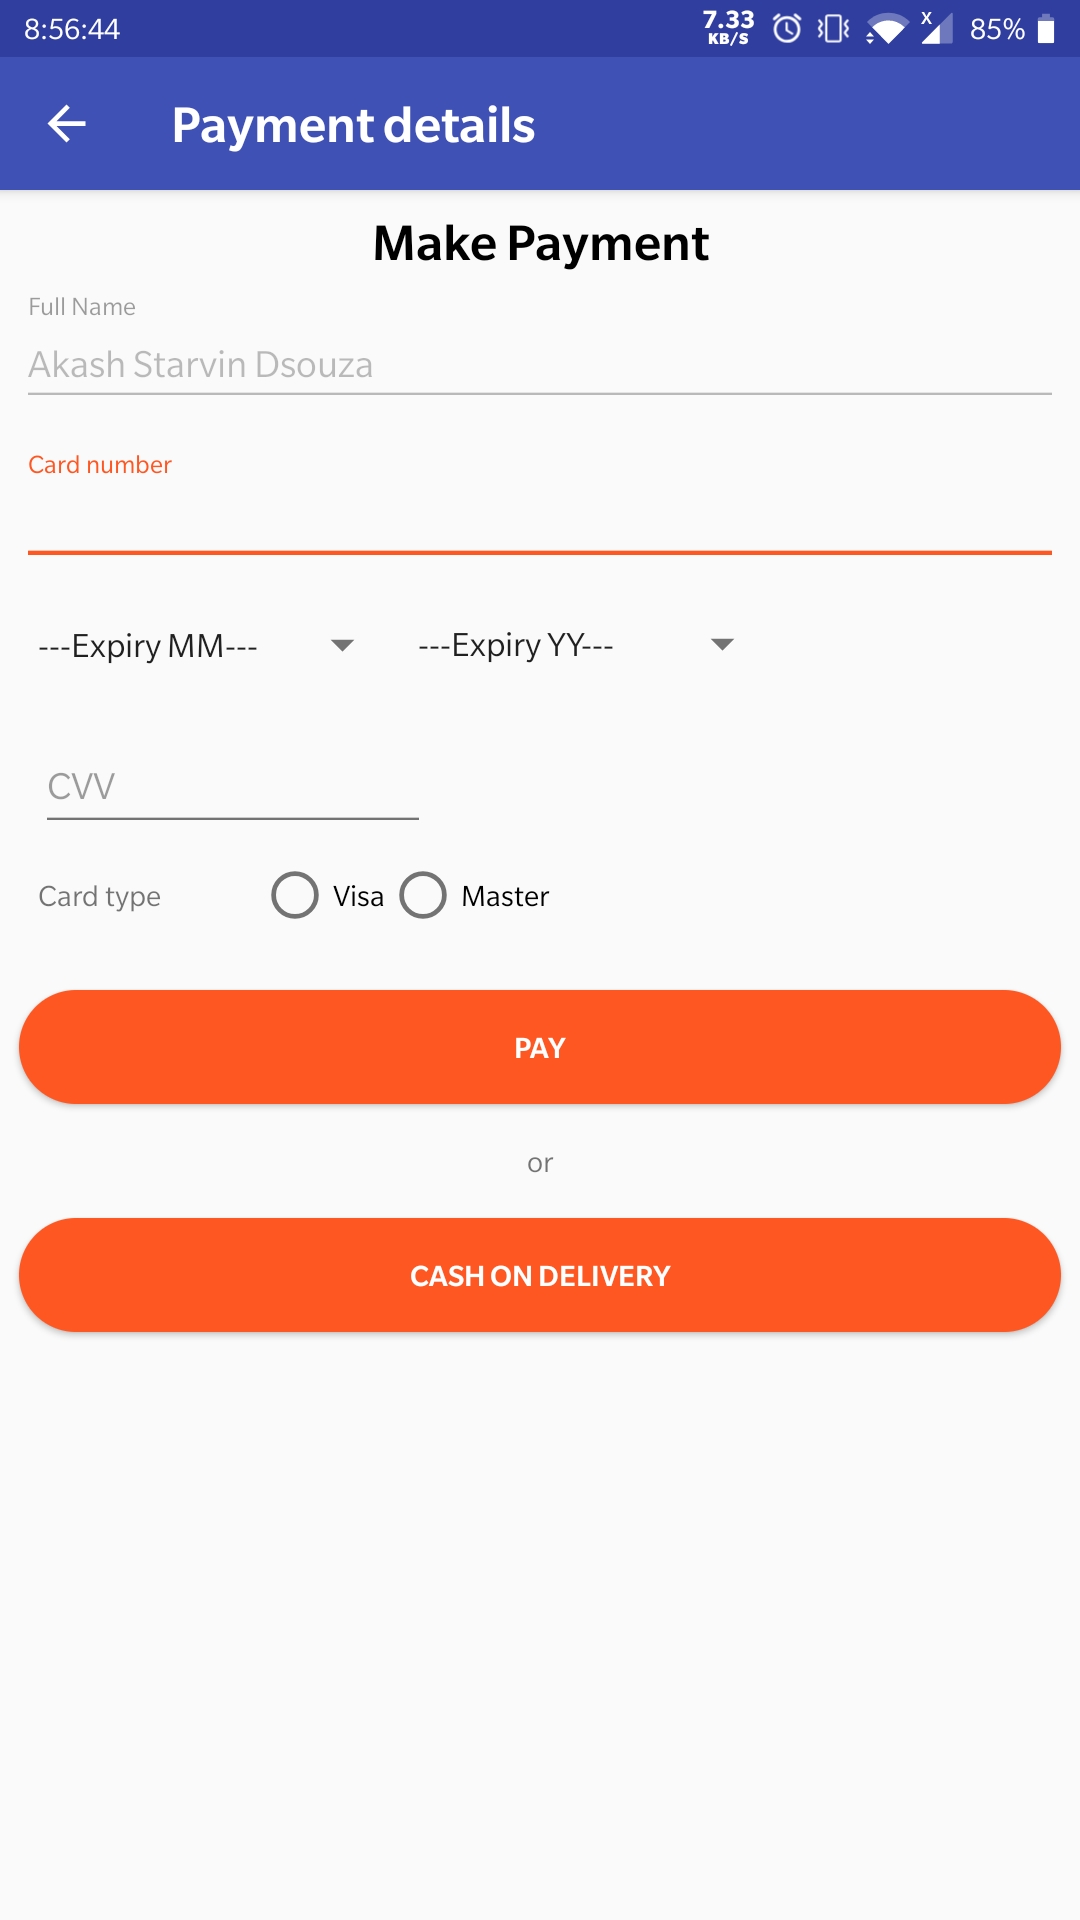 8:56:44 7.33 KB/S X 85%
Payment details
Make Payment
Full Name
Akash Starvin Dsouza
Card number
---Expiry MM--- ---Expiry YY---
CVV
Card type Visa Master
PAY
or
CASH ON DELIVERY